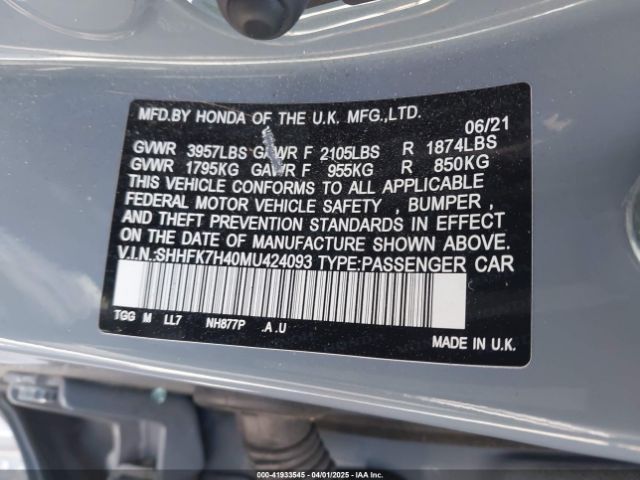 MFD.BY HONDA OF THE U.K. MFG.,LTD.
06/21
GVWR 3957LBS GAWR F 2105LBS R 1874LBS
GVWR 1795KG GAWR F 955KG R 850KG
THIS VEHICLE CONFORMS TO ALL APPLICABLE
FEDERAL MOTOR VEHICLE SAFETY , BUMPER ,
AND THEFT PREVENTION STANDARDS IN EFFECT
ON THE DATE OF MANUFACTURE SHOWN ABOVE.
V.I.N.:SHHFK7H40MU424093 TYPE:PASSENGER CAR
TGG M LL7 NH877P .A .U
MADE IN U.K.
000-41933545 - 04/01/2025 - IAAI.COM